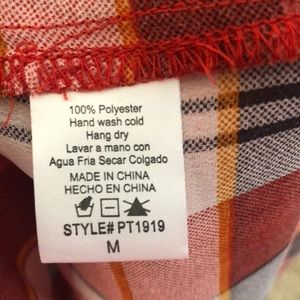 100% Polyester
Hand wash cold
Hang dry
Lavar a mano con
Agua Fria Secar Colgado
MADE IN CHINA
HECHO EN CHINA
STYLE# PT1919
M